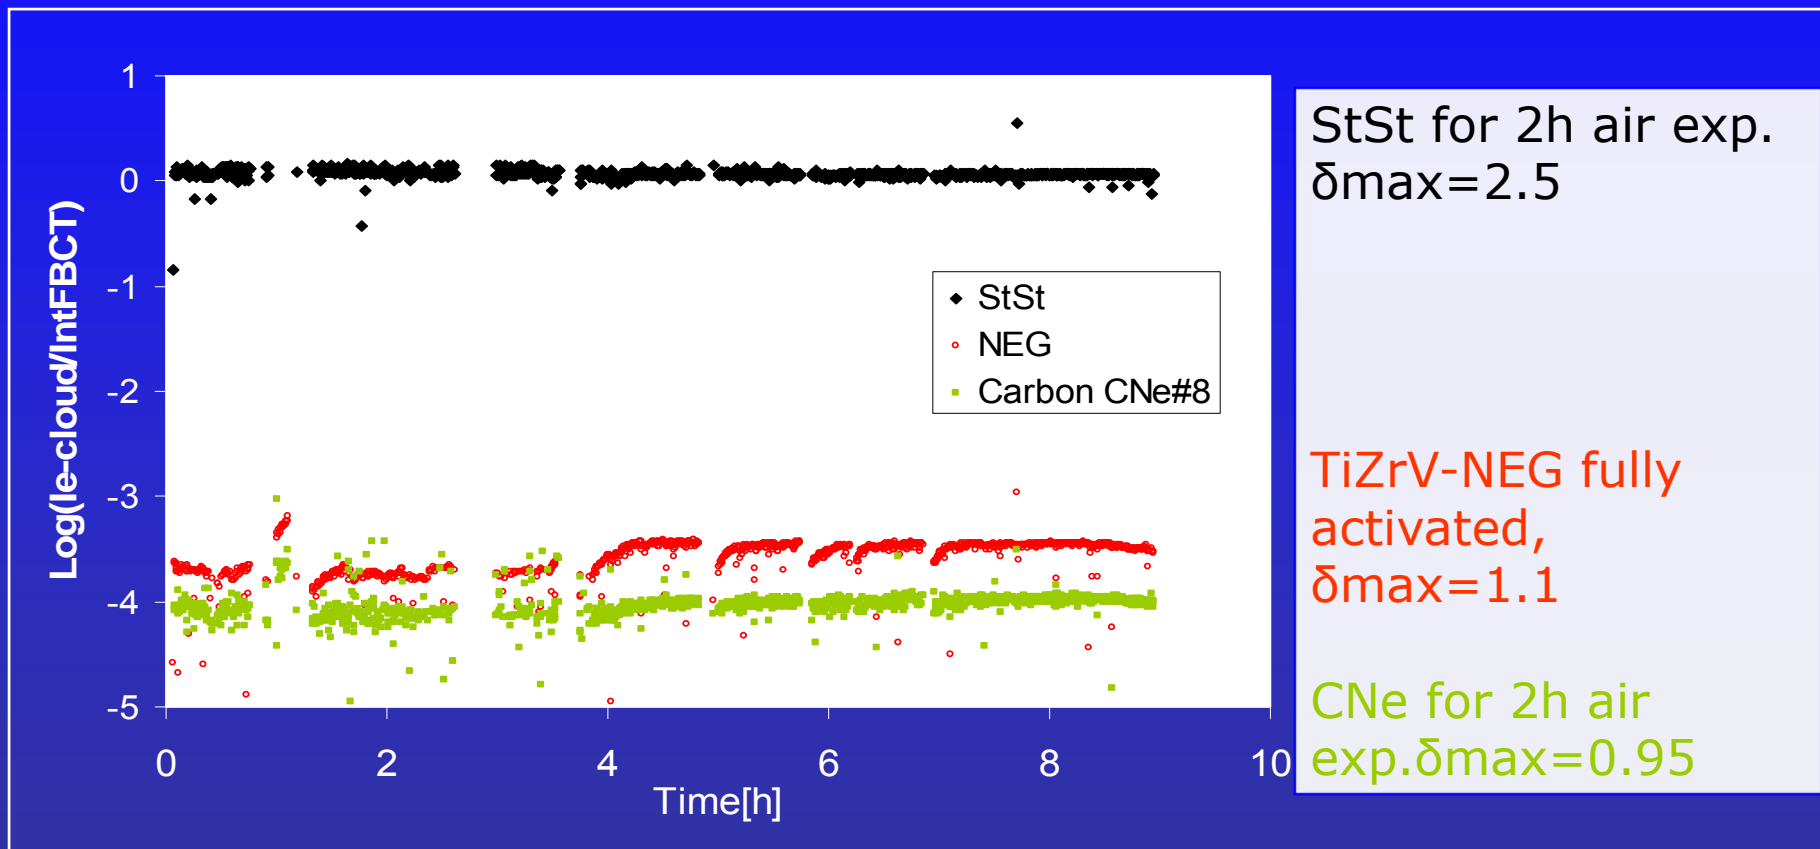 1
0
-1
-2
-3
-4
-5
Log(Ie-cloud/IntFBCT)
StSt
NEG
Carbon CNe#8
0 2 4 6 8 10
Time[h]
StSt for 2h air exp.
δmax=2.5
TiZrV-NEG fully
activated,
δmax=1.1
CNe for 2h air
exp.δmax=0.95